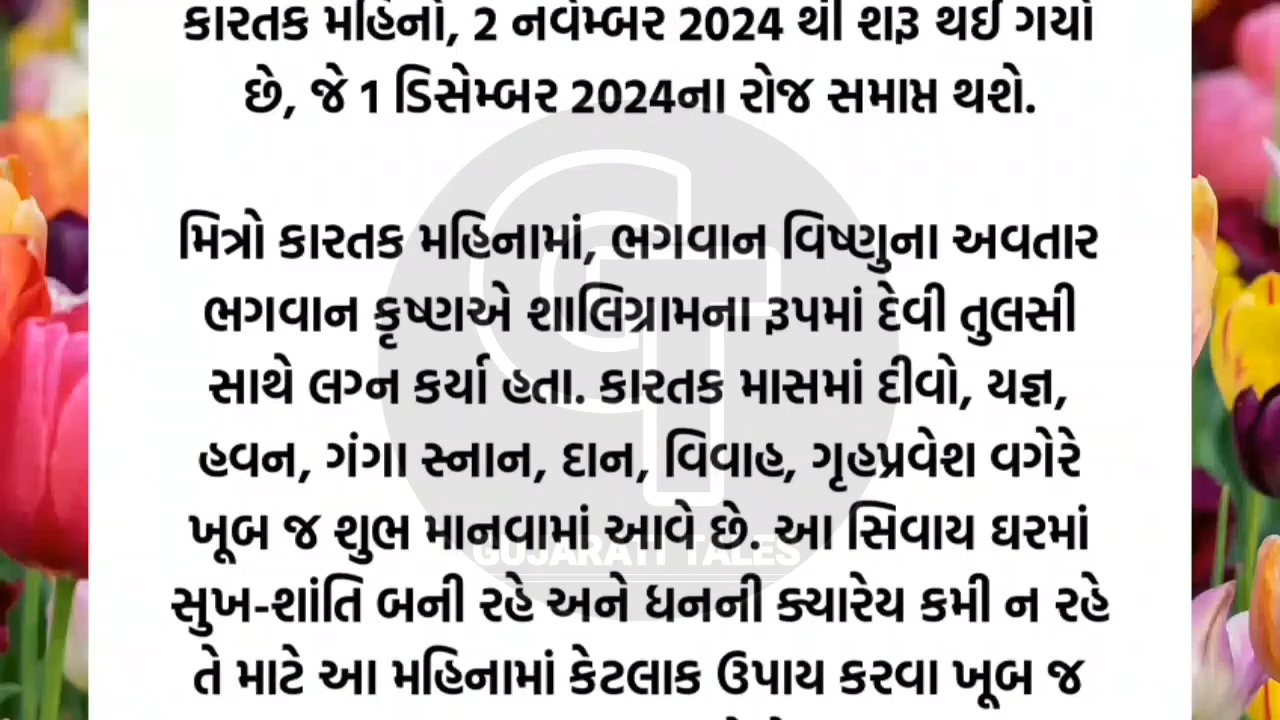 કારતક મહિનો, 2 નવેમ્બર 2024 થી શરૂ થઈ ગયો
છે, જે 1 ડિસેમ્બર 2024ના રોજ સમાપ્ત થશે.
મિત્રો કારતક મહિનામાં, ભગવાન વિષ્ણુના અવતાર
ભગવાન કૃષ્ણએ શાલિગ્રામના રૂપમાં દેવી તુલસી
સાથે લગ્ન કર્યા હતા. કારતક માસમાં દીવો, યજ્ઞ,
હવન, ગંગા સ્નાન, દાન, વિવાહ, ગૃહપ્રવેશ વગેરે
ખૂબ જ શુભ માનવામાં આવે છે. આ સિવાય ઘરમાં
GUJARATI TALES
સુખ-શાંતિ બની રહે અને ધનની ક્યારેય કમી ન રહે
તે માટે આ મહિનામાં કેટલાક ઉપાય કરવા ખૂબ જ